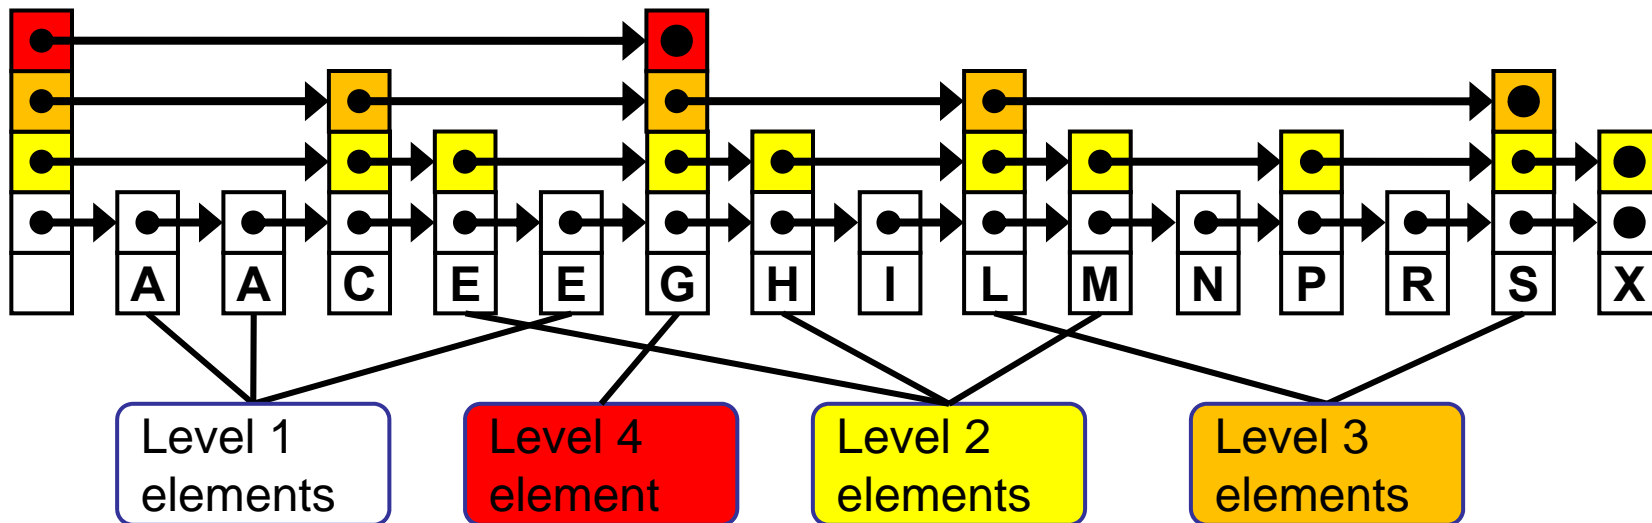 A A C E E G H I L M N P R S X
Level 1
elements
Level 4
element
Level 2
elements
Level 3
elements